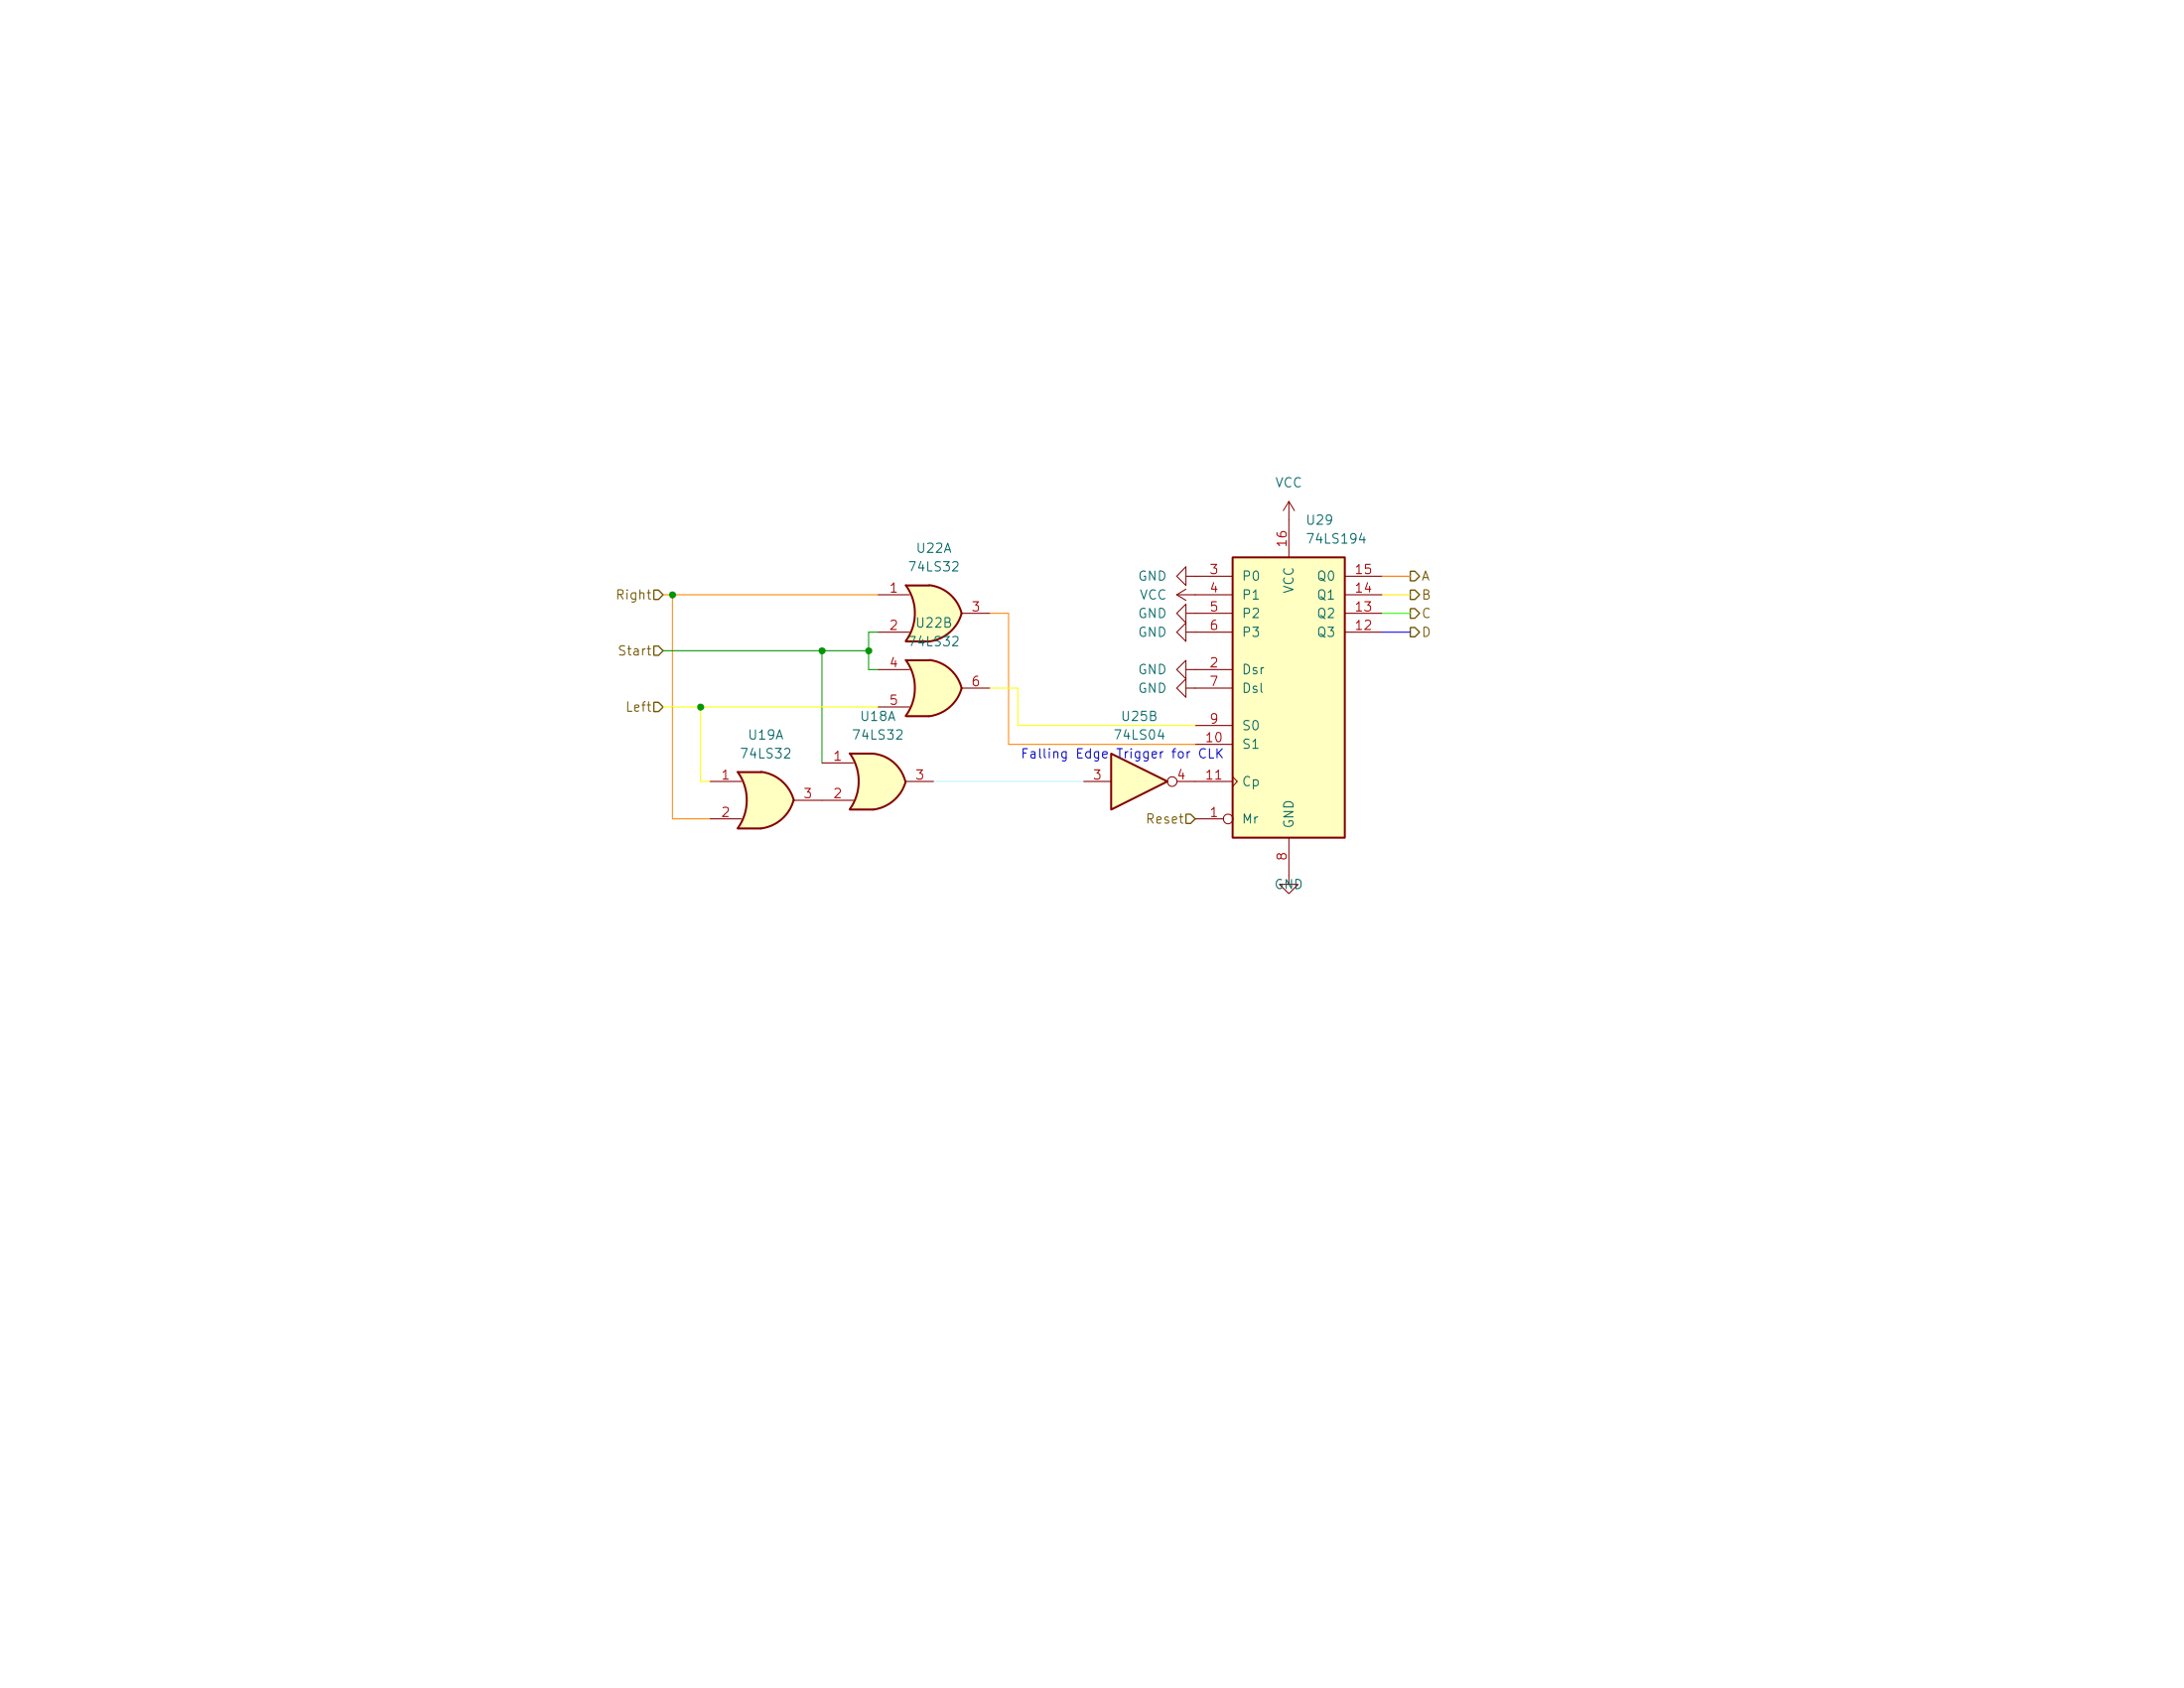 VCC
U29
74LS194
16
U22A
74LS32
GND 3 P0 VCC Q0 15 A
Right 1 VCC 4 P1 Q1 14 B
3 GND 5 P2 Q2 13 C
U22B
2 GND 6 P3 Q3 12 D
74LS32
Start
4 GND 2 Dsr
6 GND 7 Dsl
Left 5
U18A U25B
9 S0
U19A 74LS32 74LS04
10 S1
74LS32 1 Falling Edge Trigger for CLK
1 3 3 4 11 Cp
3 2
2 Reset 1 Mr GND
8
GND